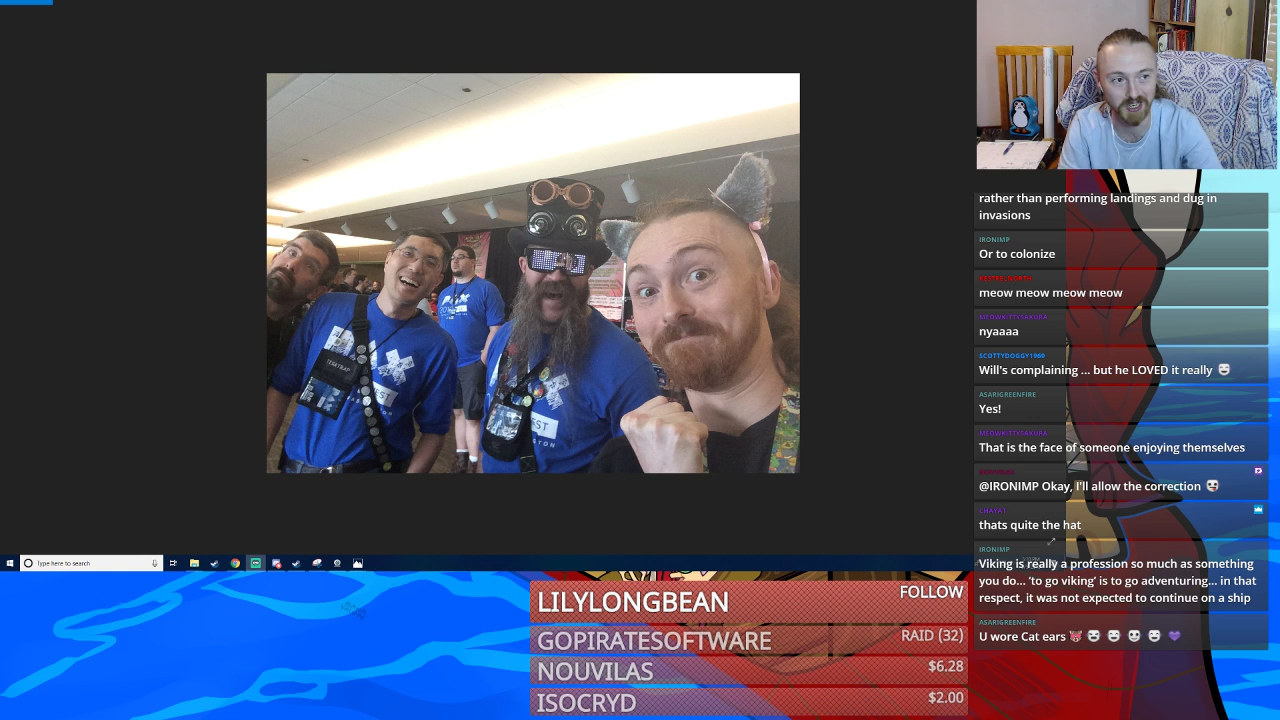 rather than performing landings and dug in
invasions
IRONIMP
Or to colonize
meow meow meow meow
MEOWKITTYSAKURA
nyaaaa
SCOTTYDOGGY1969
Will's complaining ... but he LOVED it really
ASARIGREENFIRE
Yes!
MEOWKITTYSAKURA
That is the face of someone enjoying themselves
@IRONIMP Okay, I'll allow the correction
CHAYA1
thats quite the hat
IRONIMP
Viking is really a profession so much as something
you do... 'to go viking' is to go adventuring... in that
respect, it was not expected to continue on a ship
ASARIGREENFIRE
U wore Cat ears
Type here to search
LILYLONGBEAN FOLLOW
GOPIRATESOFTWARE RAID (32)
NOUVILAS $6.28
ISOCRYD $2.00